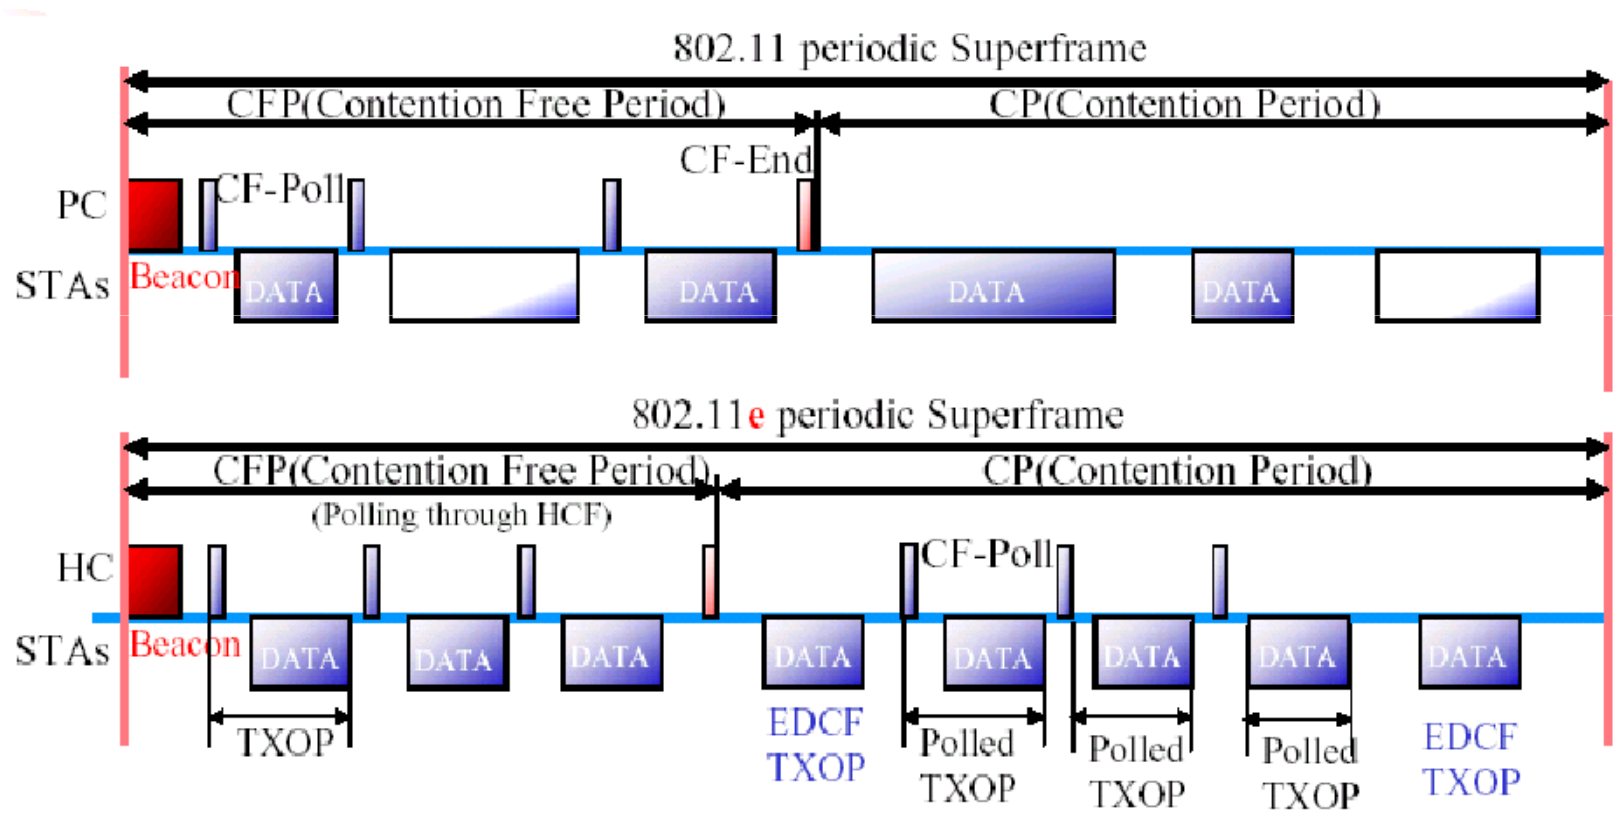 802.11 periodic Superframe
CFP(Contention Free Period) CP(Contention Period)
CF-End
PC CF-Poll
STAs Beacon DATA DATA DATA DATA
802.11e periodic Superframe
CFP(Contention Free Period) CP(Contention Period)
(Polling through HCF)
HC CF-Poll
STAs Beacon DATA DATA DATA DATA DATA DATA DATA DATA
TXOP
EDCF
TXOP
Polled
TXOP
Polled
TXOP
Polled
TXOP
EDCF
TXOP